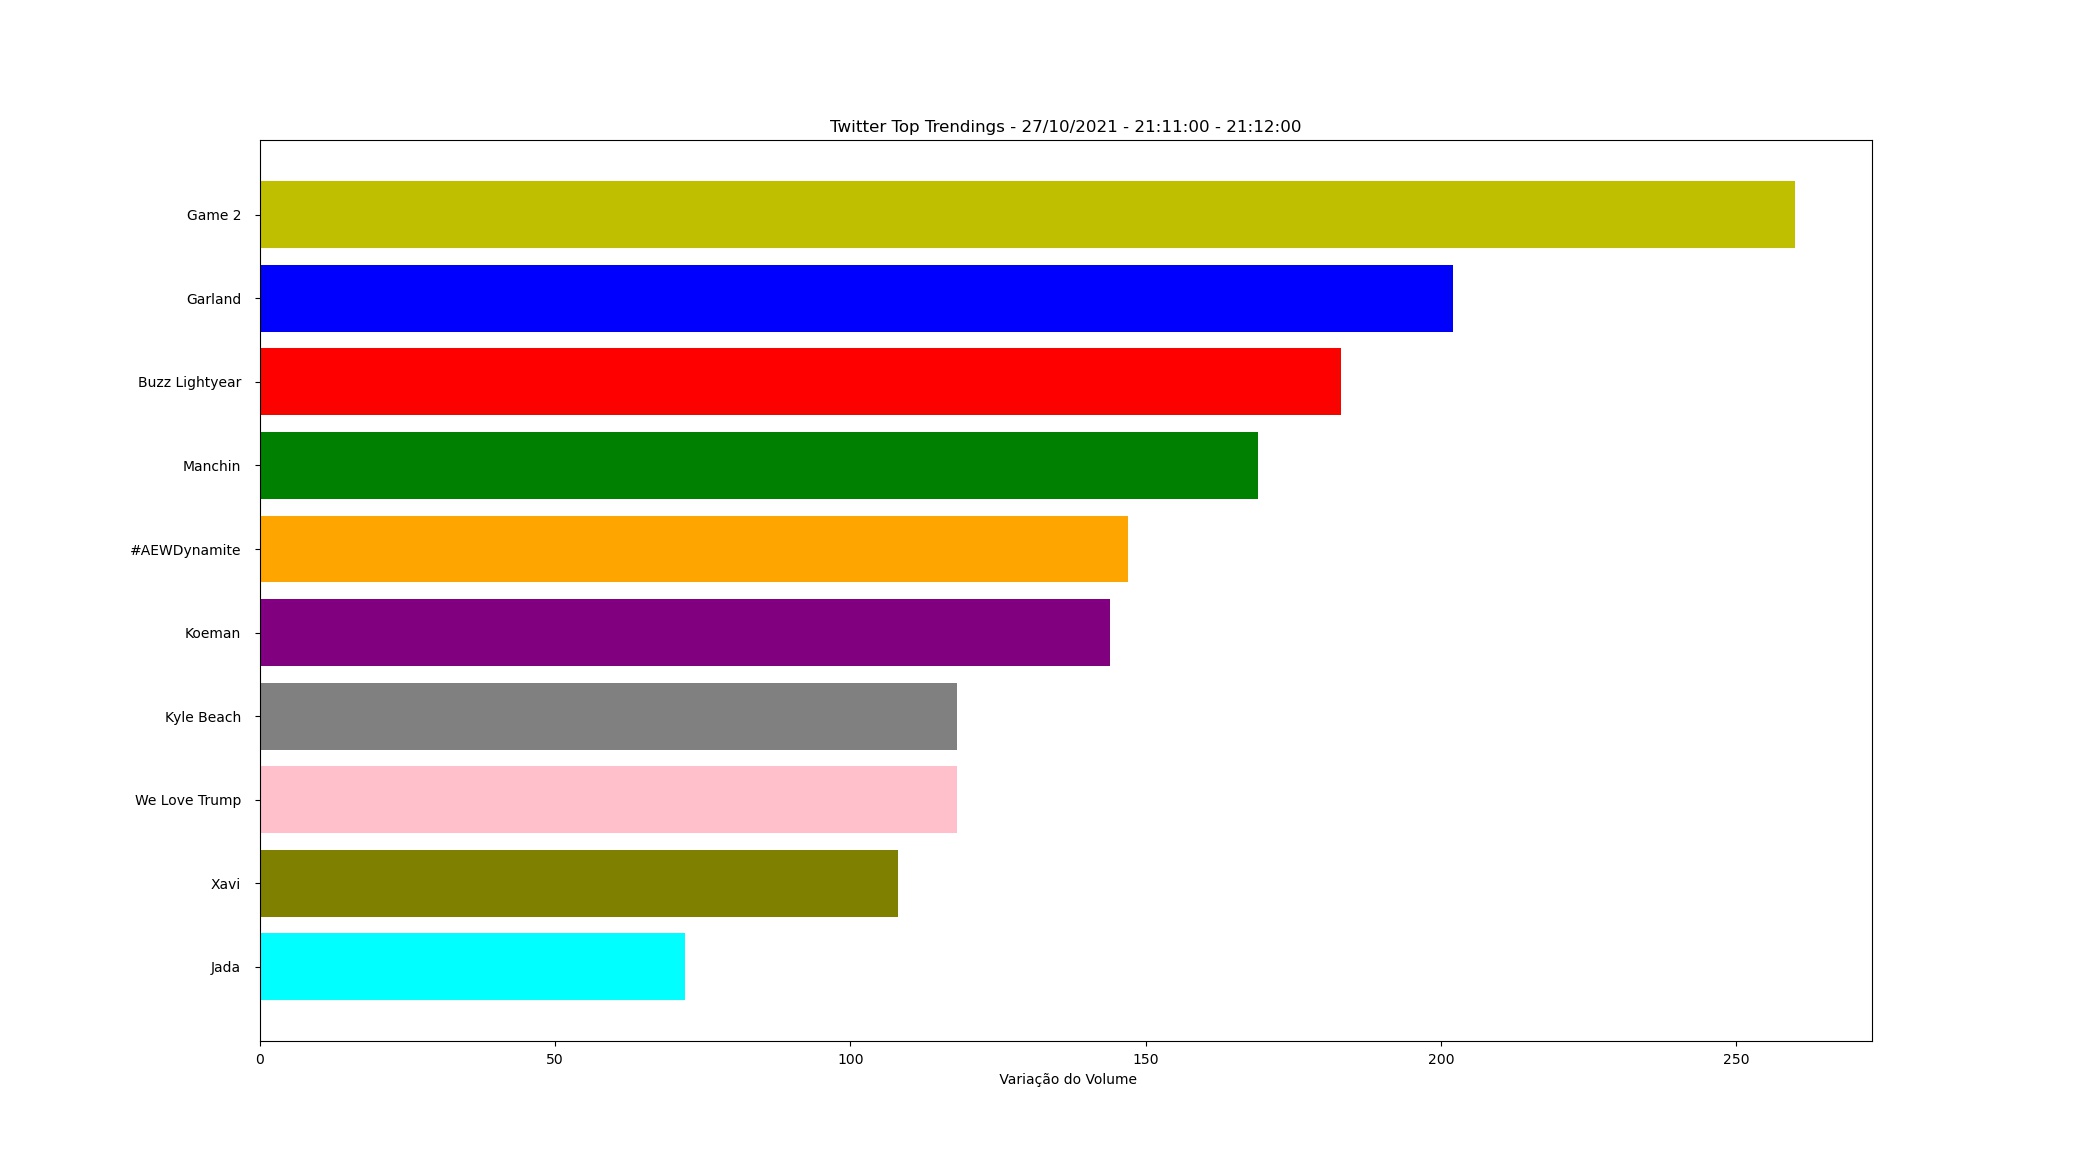 Twitter Top Trendings - 27/10/2021 - 21:11:00 - 21:12:00
Game 2
Garland
Buzz Lightyear
Manchin
#AEWDynamite
Koeman
Kyle Beach
We Love Trump
Xavi
Jada
0 50 100 150 200 250
Variação do Volume